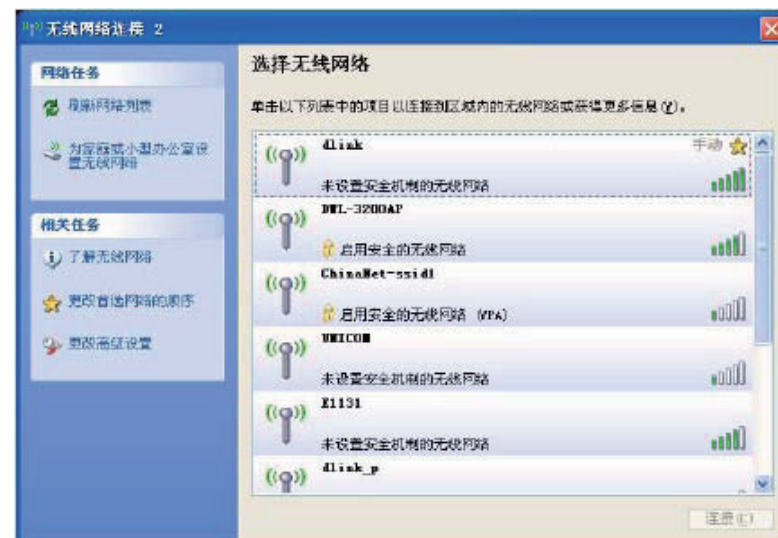 无线网络连接 2
网络任务
刷新网络列表
为家庭或小型办公室设
置无线网络
相关任务
了解无线网络
更改首选网络的顺序
更改高级设置
选择无线网络
单击以下列表中的项目以连接到区域内的无线网络或获得更多信息(Y)。
dlink
手动
未设置安全机制的无线网络
DWL-3200AP
启用安全的无线网络
ChinaNet-ssid1
启用安全的无线网络 (WPA)
UNICOM
未设置安全机制的无线网络
E1131
未设置安全机制的无线网络
dlink_p
连接(C)